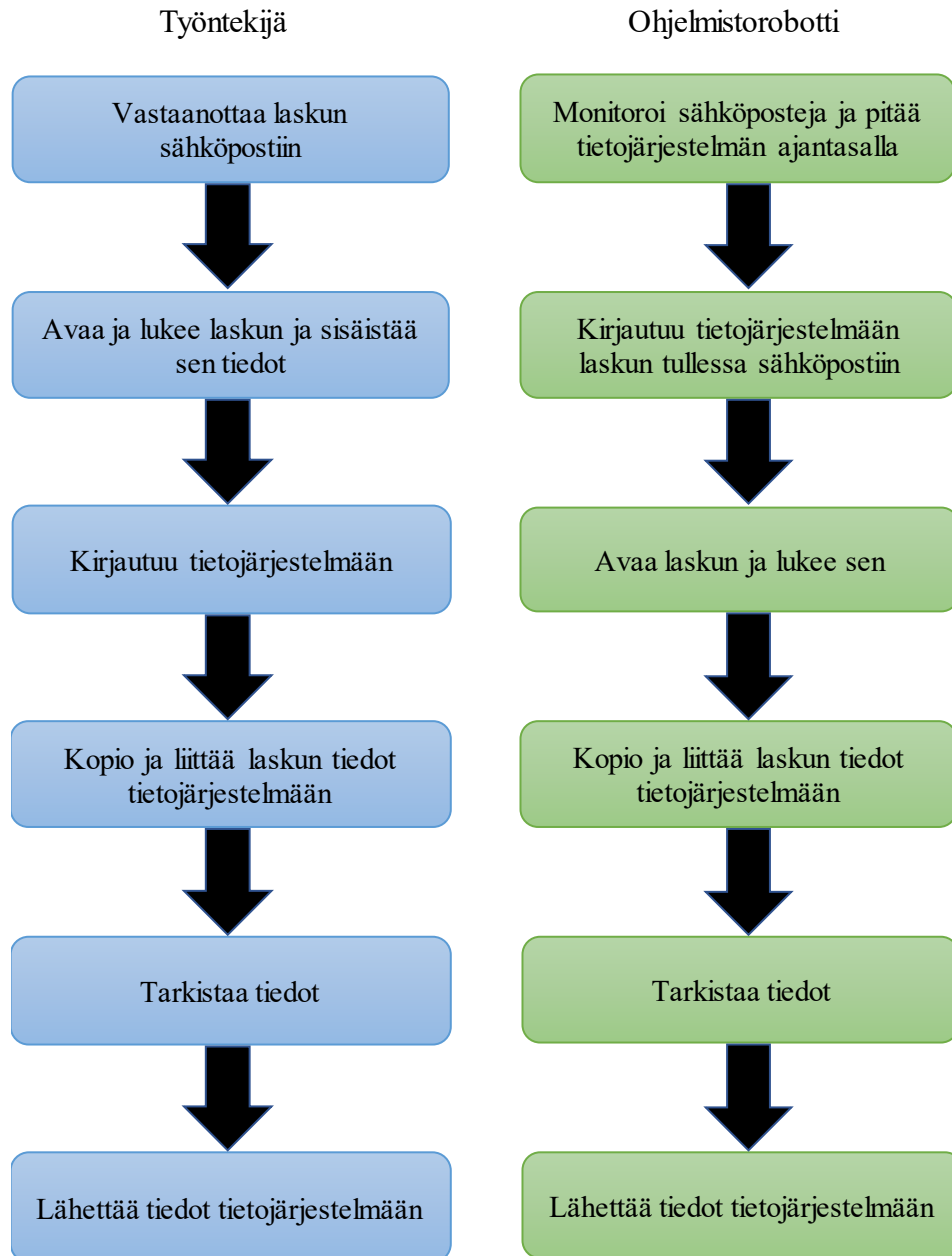 Työntekijä
Vastaanottaa laskun
sähköpostiin
Avaa ja lukee laskun ja sisäistää
sen tiedot
Kirjautuu tietojärjestelmään
Kopio ja liittää laskun tiedot
tietojärjestelmään
Tarkistaa tiedot
Lähettää tiedot tietojärjestelmään
Ohjelmistorobotti
Monitoroi sähköposteja ja pitää
tietojärjestelmän ajantasalla
Kirjautuu tietojärjestelmään
laskun tullessa sähköpostiin
Avaa laskun ja lukee sen
Kopio ja liittää laskun tiedot
tietojärjestelmään
Tarkistaa tiedot
Lähettää tiedot tietojärjestelmään